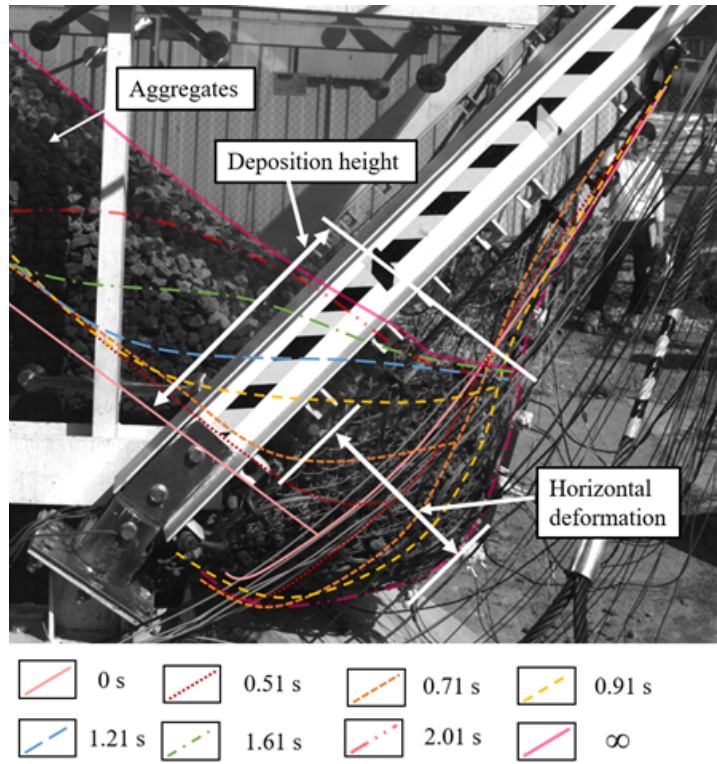 Aggregates
Deposition height
Horizontal
deformation
0 s
0.51 s
0.71 s
0.91 s
1.21 s
1.61 s
2.01 s
∞